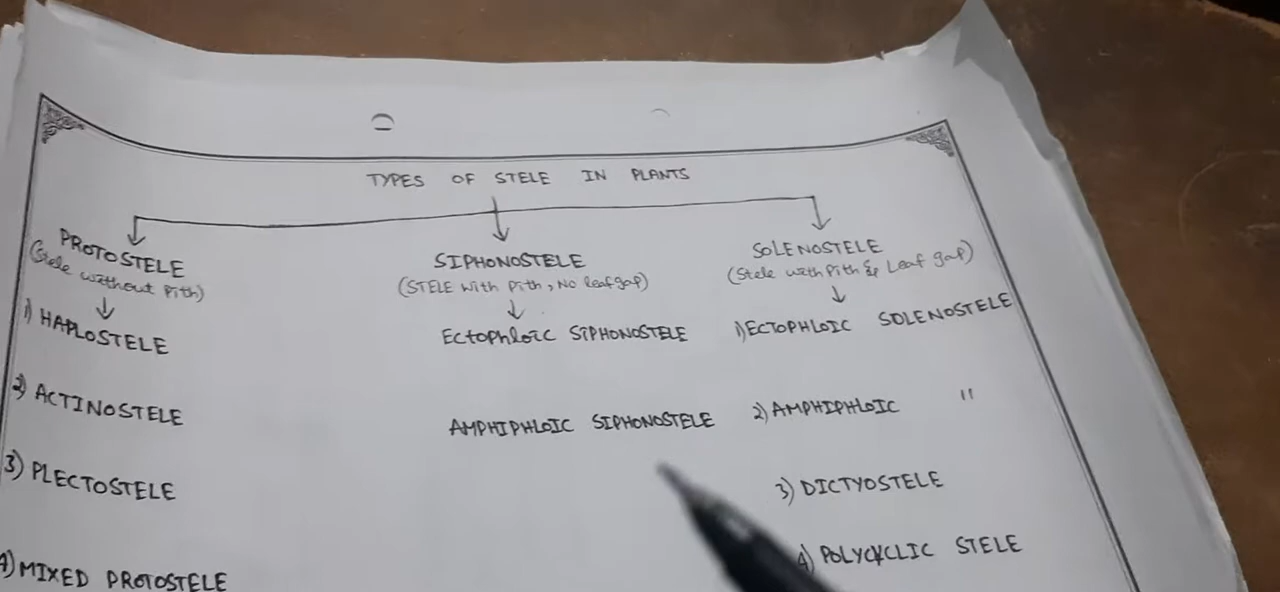 TYPES OF STELE IN PLANTS
PROTOSTELE
(Stele without Pith)
1) HAPLOSTELE
2) ACTINOSTELE
3) PLECTOSTELE
4) MIXED PROTOSTELE
SIPHONOSTELE
(STELE with Pith, No leafgap)
Ectophloic SIPHONOSTELE
AMPHIPHLOIC SIPHONOSTELE
SOLENOSTELE
(Stele with Pith & Leaf gap)
1) ECTOPHLOIC SOLENOSTELE
2) AMPHIPHLOIC "
3) DICTYOSTELE
4) POLYCYCLIC STELE